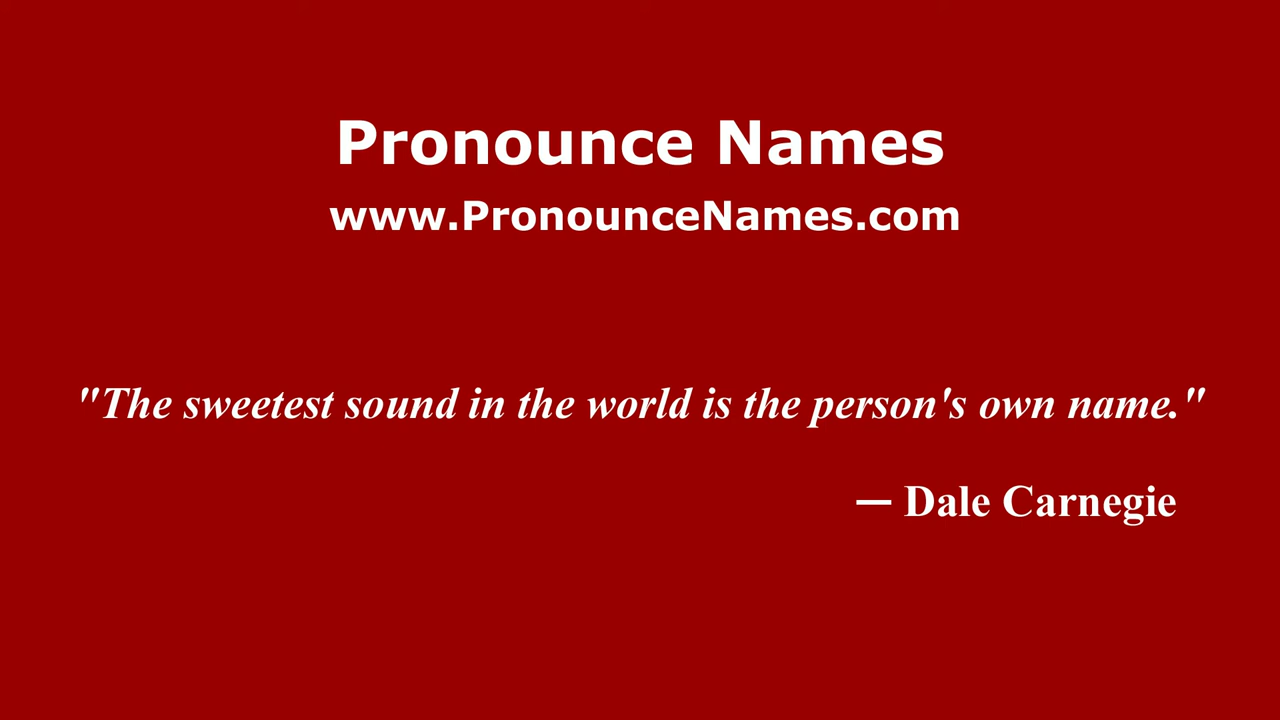 Pronounce Names
www.PronounceNames.com
"The sweetest sound in the world is the person's own name."
— Dale Carnegie